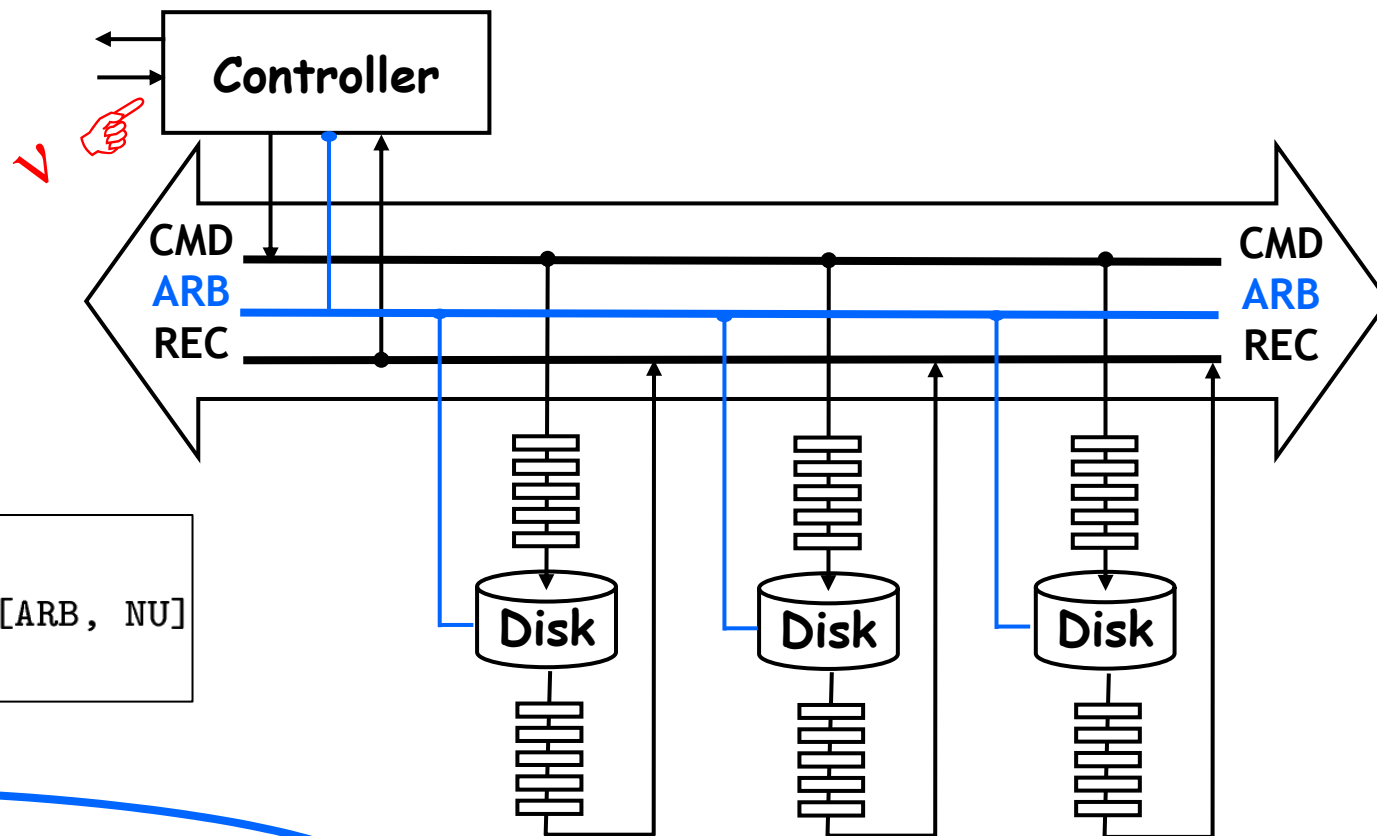 Controller
ν
CMD
ARB
REC
CMD
ARB
REC
[ARB, NU]
Disk
Disk
Disk